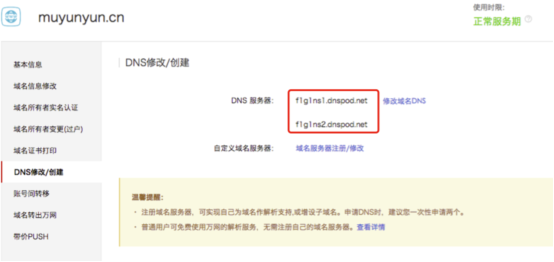 muyunyun.cn
使用时限：
正常服务期
基本信息
域名信息修改
域名所有者实名认证
域名所有者变更(过户)
域名证书打印
DNS修改/创建
账号间转移
域名转出万网
带价PUSH
DNS修改/创建
DNS 服务器：
f1g1ns1.dnspod.net
修改域名DNS
f1g1ns2.dnspod.net
自定义域名服务器：
域名服务器注册/修改
温馨提醒：
· 注册域名服务器，可实现自己为域名作解析支持,或增设子域名。申请DNS时，建议您一次性申请两个。
· 普通用户可免费使用万网的解析服务，无需注册自己的域名服务器。查看详情